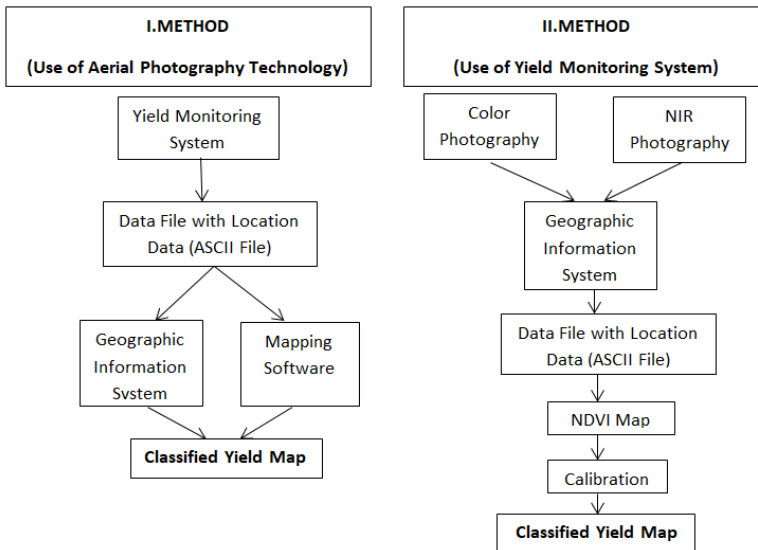 I.METHOD
(Use of Aerial Photography Technology)
Yield Monitoring
System
Data File with Location
Data (ASCII File)
Geographic
Information
System
Mapping
Software
Classified Yield Map
II.METHOD
(Use of Yield Monitoring System)
Color
Photography
NIR
Photography
Geographic
Information
System
Data File with Location
Data (ASCII File)
NDVI Map
Calibration
Classified Yield Map